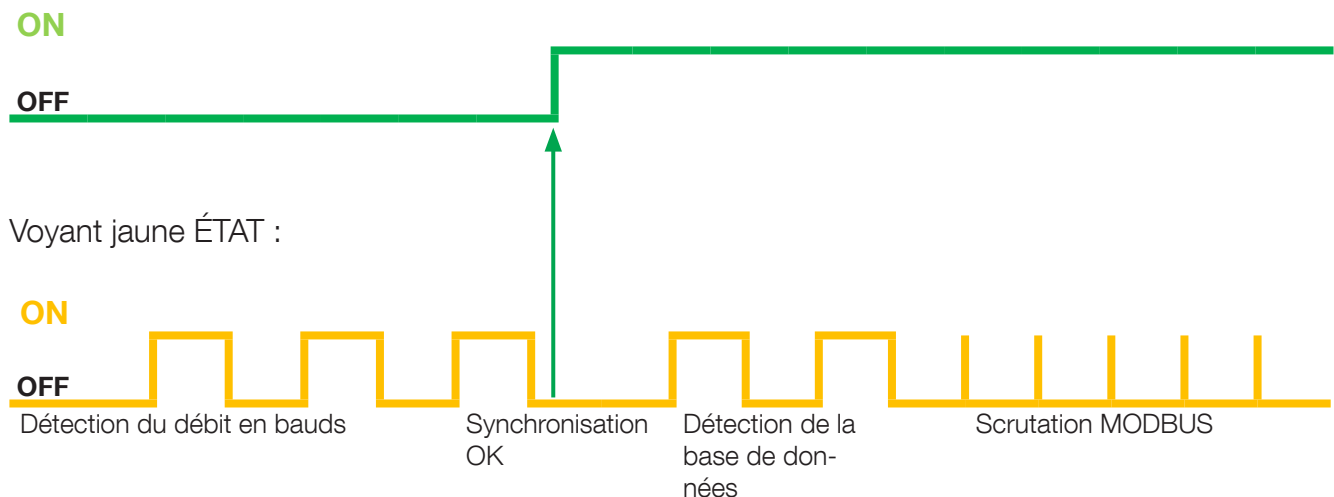 ON
OFF
Voyant jaune ÉTAT :
ON
OFF
Détection du débit en bauds
Synchronisation
OK
Détection de la
base de don-
nées
Scrutation MODBUS